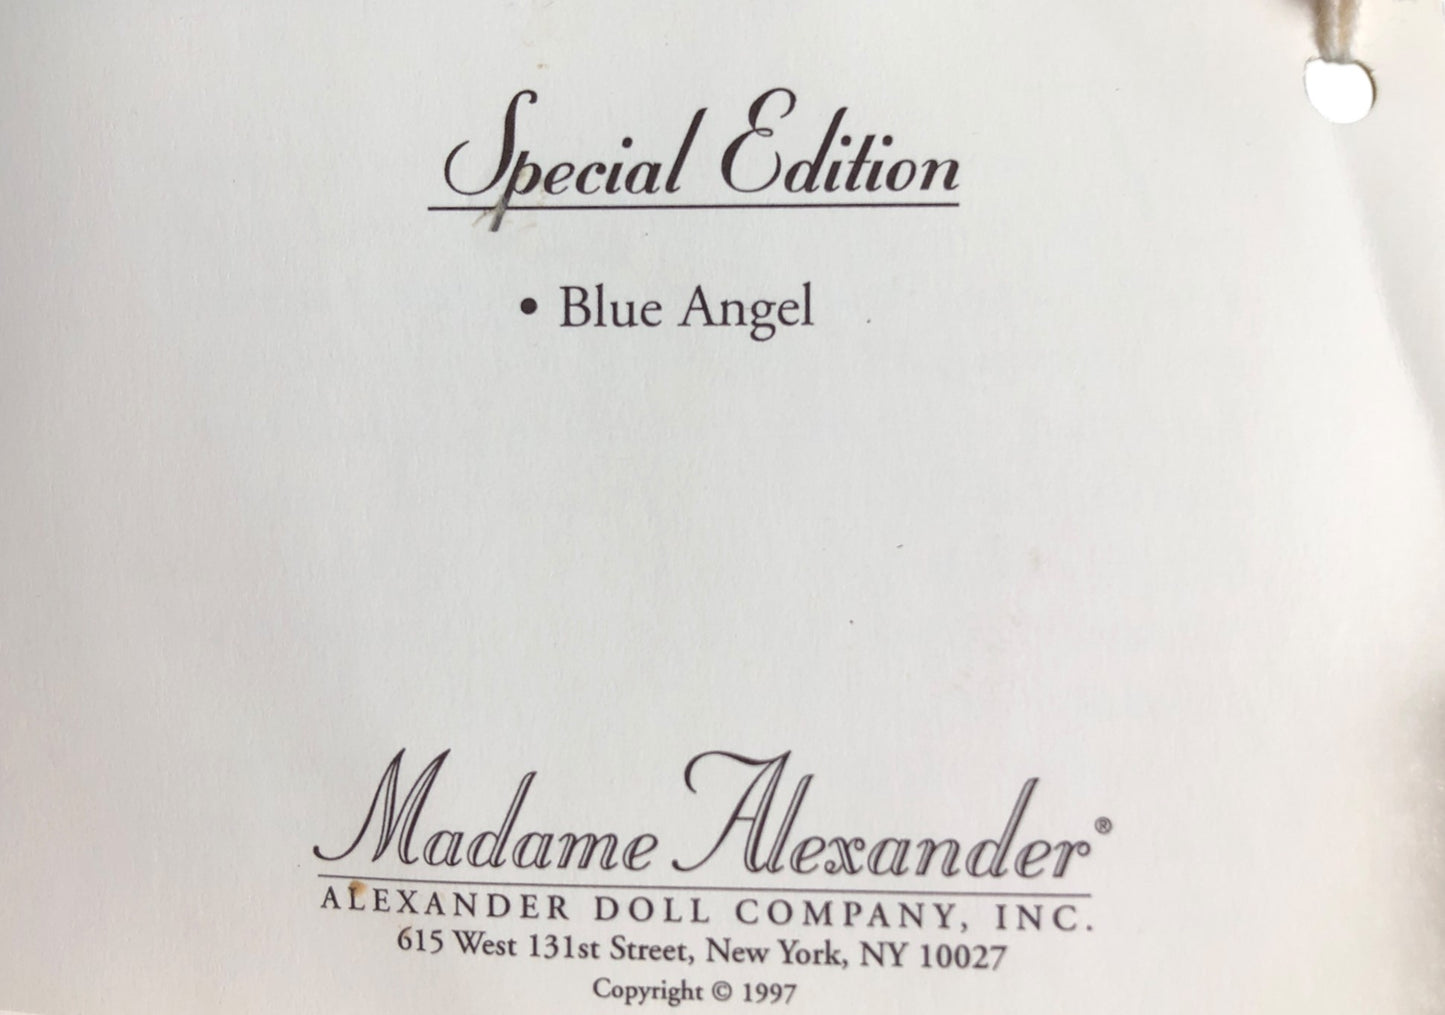 Special Edition
• Blue Angel
Madame Alexander®
ALEXANDER DOLL COMPANY, INC.
615 West 131st Street, New York, NY 10027
Copyright © 1997